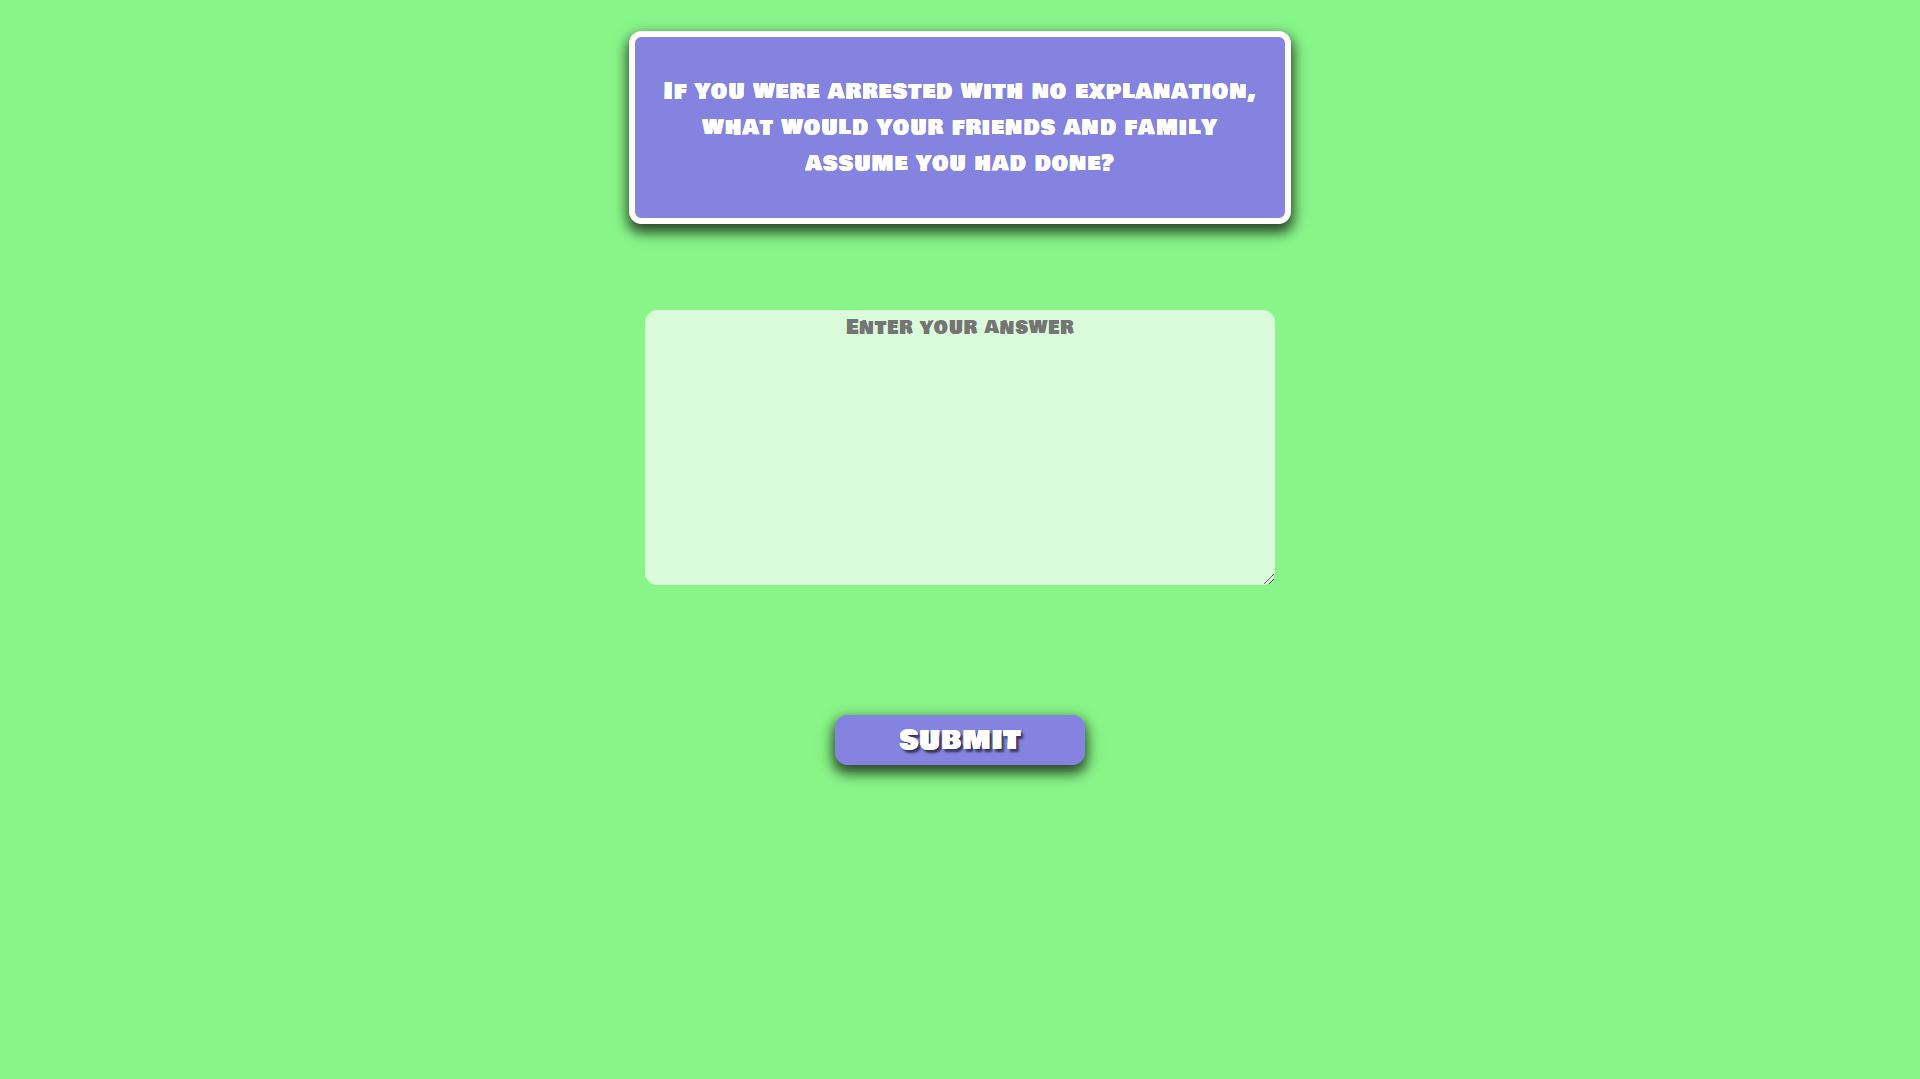 If you were arrested with no explanation,
what would your friends and family
assume you had done?
Enter your answer
SUBMIT